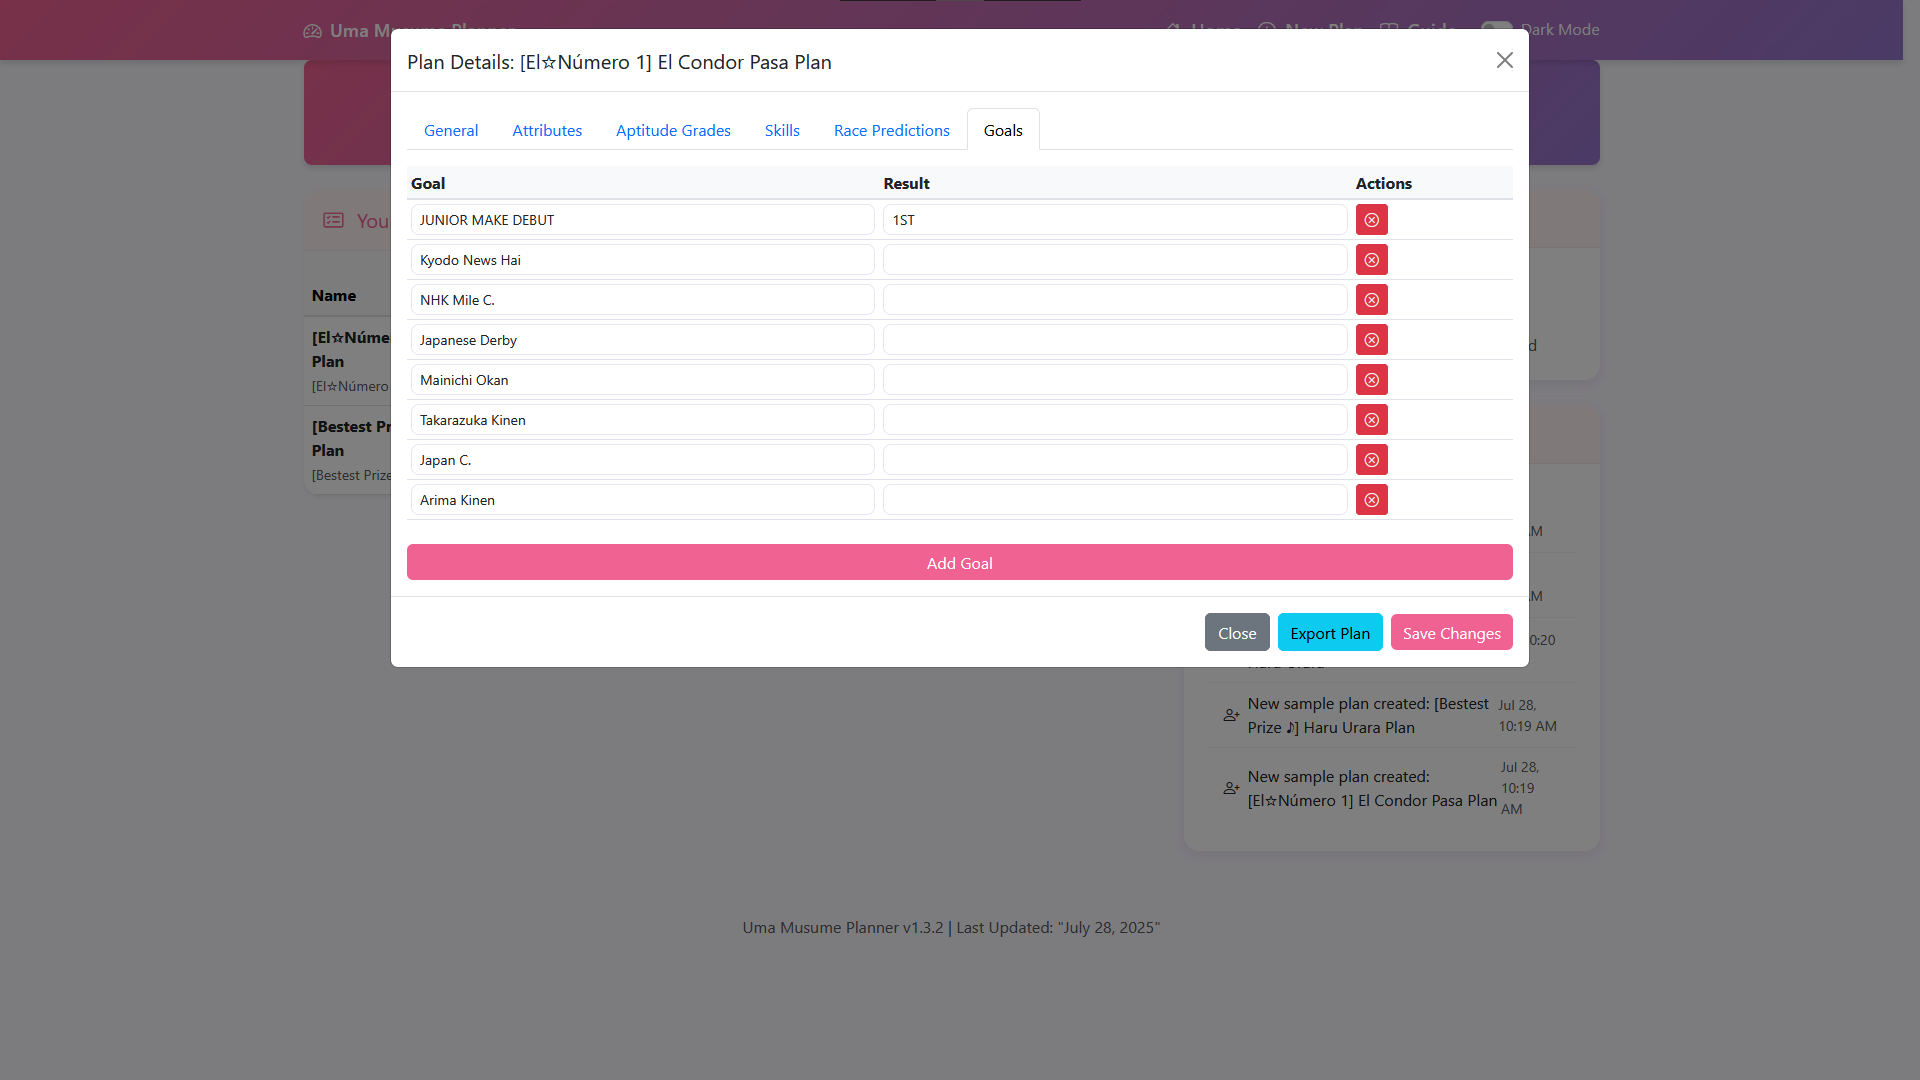 Uma M
Dark Mode
Plan Details: [El☆Número 1] El Condor Pasa Plan
General Attributes Aptitude Grades Skills Race Predictions Goals
Goal Result Actions
JUNIOR MAKE DEBUT 1ST
Kyodo News Hai
NHK Mile C.
Japanese Derby
Mainichi Okan
Takarazuka Kinen
Japan C.
Arima Kinen
Add Goal
Close Export Plan Save Changes
You
Name
[El☆Núme
Plan
[El☆Número
[Bestest Pr
Plan
[Bestest Prize
d
AM
AM
0:20
New sample plan created: [Bestest
Prize ♪] Haru Urara Plan
Jul 28,
10:19 AM
New sample plan created:
[El☆Número 1] El Condor Pasa Plan
Jul 28,
10:19
AM
Uma Musume Planner v1.3.2 | Last Updated: "July 28, 2025"